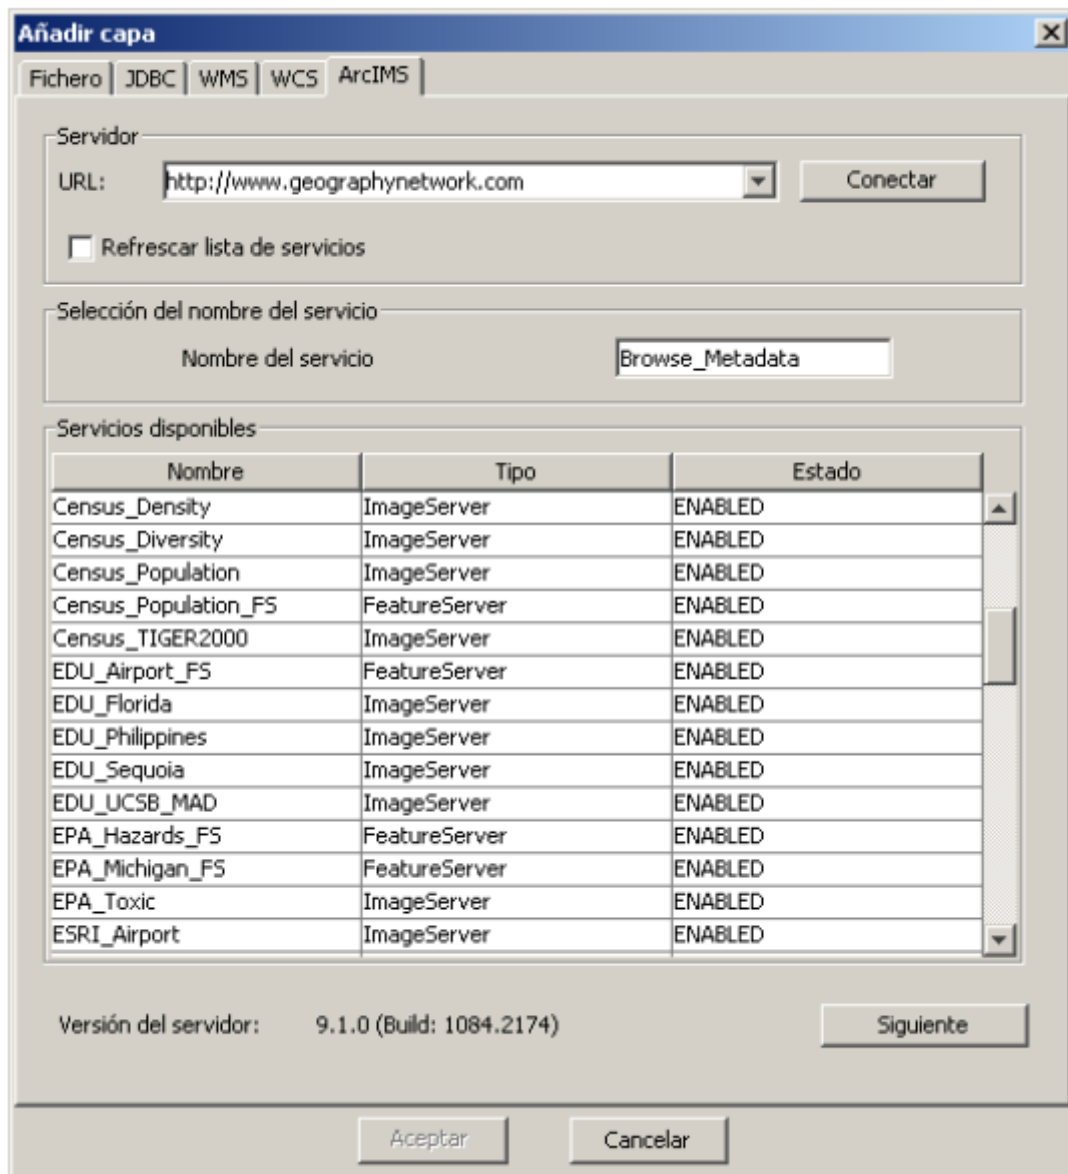 Añadir capa
Fichero JDBC WMS WCS ArcIMS
Servidor
URL: http://www.geographynetwork.com Conectar
Refrescar lista de servicios
Selección del nombre del servicio
Nombre del servicio Browse_Metadata
Servicios disponibles
Nombre Tipo Estado
Census_Density ImageServer ENABLED
Census_Diversity ImageServer ENABLED
Census_Population ImageServer ENABLED
Census_Population_FS FeatureServer ENABLED
Census_TIGER2000 ImageServer ENABLED
EDU_Airport_FS FeatureServer ENABLED
EDU_Florida ImageServer ENABLED
EDU_Philippines ImageServer ENABLED
EDU_Sequoia ImageServer ENABLED
EDU_UCSB_MAD ImageServer ENABLED
EPA_Hazards_FS FeatureServer ENABLED
EPA_Michigan_FS FeatureServer ENABLED
EPA_Toxic ImageServer ENABLED
ESRI_Airport ImageServer ENABLED
Versión del servidor: 9.1.0 (Build: 1084.2174) Siguiente
Aceptar Cancelar